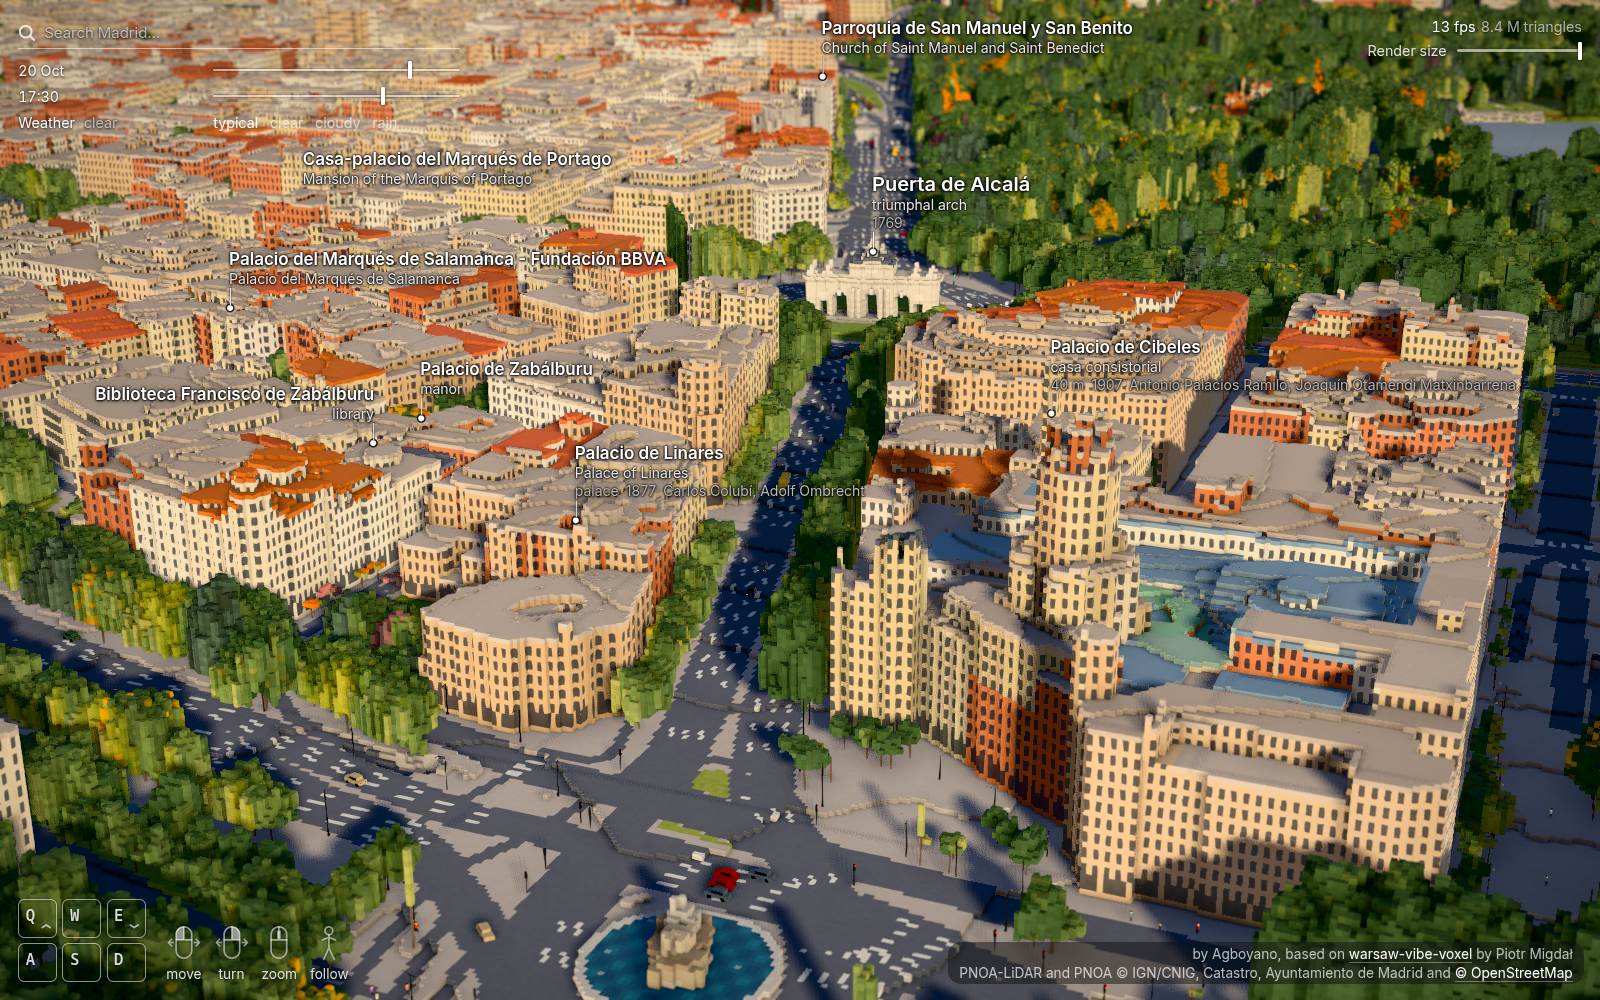 Search Madrid...
20 Oct
17:30
Weather clear
typical clear cloudy rain
13 fps 8.4 M triangles
Render size
Parroquia de San Manuel y San Benito
Church of Saint Manuel and Saint Benedict
Casa-palacio del Marqués de Portago
Mansion of the Marquis of Portago
Puerta de Alcalá
triumphal arch
1769
Palacio del Marqués de Salamanca - Fundación BBVA
Palacio del Marqués de Salamanca
Palacio de Cibeles
casa consistorial
40 m 1907, Antonio Palacios Ramilo, Joaquín Otamendi Matxinbarrena
Palacio de Zabálburu
manor
Biblioteca Francisco de Zabálburu
library
Palacio de Linares
Palace of Linares
palace 1877, Carlos Colubí, Adolf Ombrecht
Q W E
A S D
move turn zoom follow
by Agboyano, based on warsaw-vibe-voxel by Piotr Migdał
PNOA-LiDAR and PNOA © IGN/CNIG, Catastro, Ayuntamiento de Madrid and © OpenStreetMap